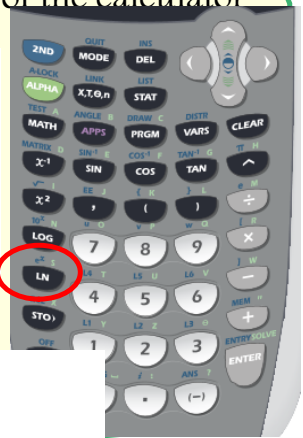 of the calculator
QUIT INS
2ND MODE DEL
A-LOCK LINK LIST
ALPHA X,T,Θ,n STAT
TEST A ANGLE B DRAW C DISTR
MATH APPS PRGM VARS CLEAR
MATRIX D SIN⁻¹ E COS⁻¹ F TAN⁻¹ G π H
x⁻¹ SIN COS TAN ^
√ I EE J { K } L e M
x² , ( ) ÷
10ˣ N u O v P w Q [ R
LOG 7 8 9 ×
eˣ S L4 T L5 U L6 V ] W
LN 4 5 6 −
L1 Y L2 Z L3 θ MEM "
STO› 1 2 3 +
OFF i : ANS ? ENTRY SOLVE
. (−) ENTER